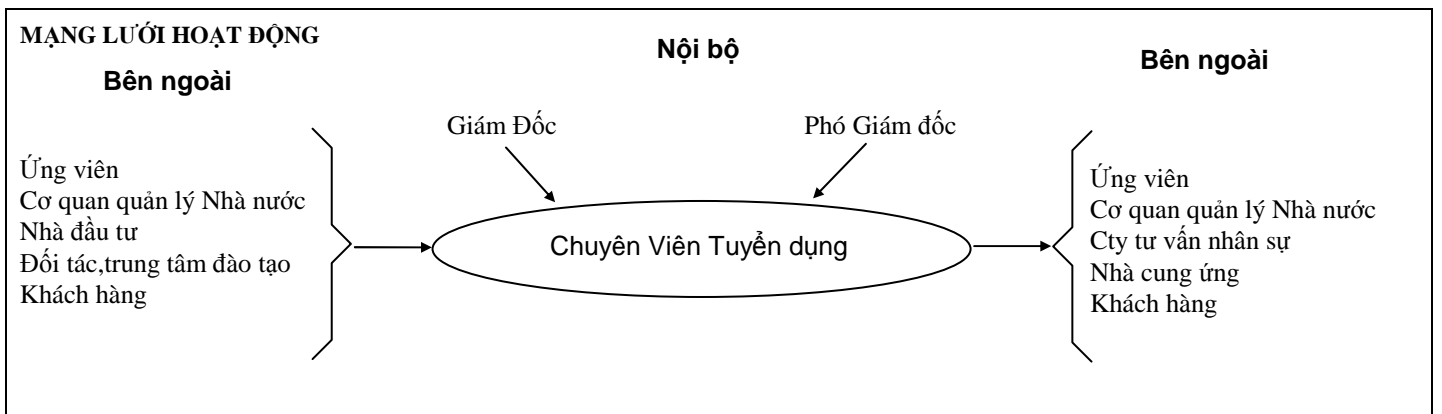 MẠNG LƯỚI HOẠT ĐỘNG
Bên ngoài
Nội bộ
Bên ngoài
Giám Đốc
Phó Giám đốc
Ứng viên
Cơ quan quản lý Nhà nước
Nhà đầu tư
Đối tác,trung tâm đào tạo
Khách hàng
Chuyên Viên Tuyển dụng
Ứng viên
Cơ quan quản lý Nhà nước
Cty tư vấn nhân sự
Nhà cung ứng
Khách hàng